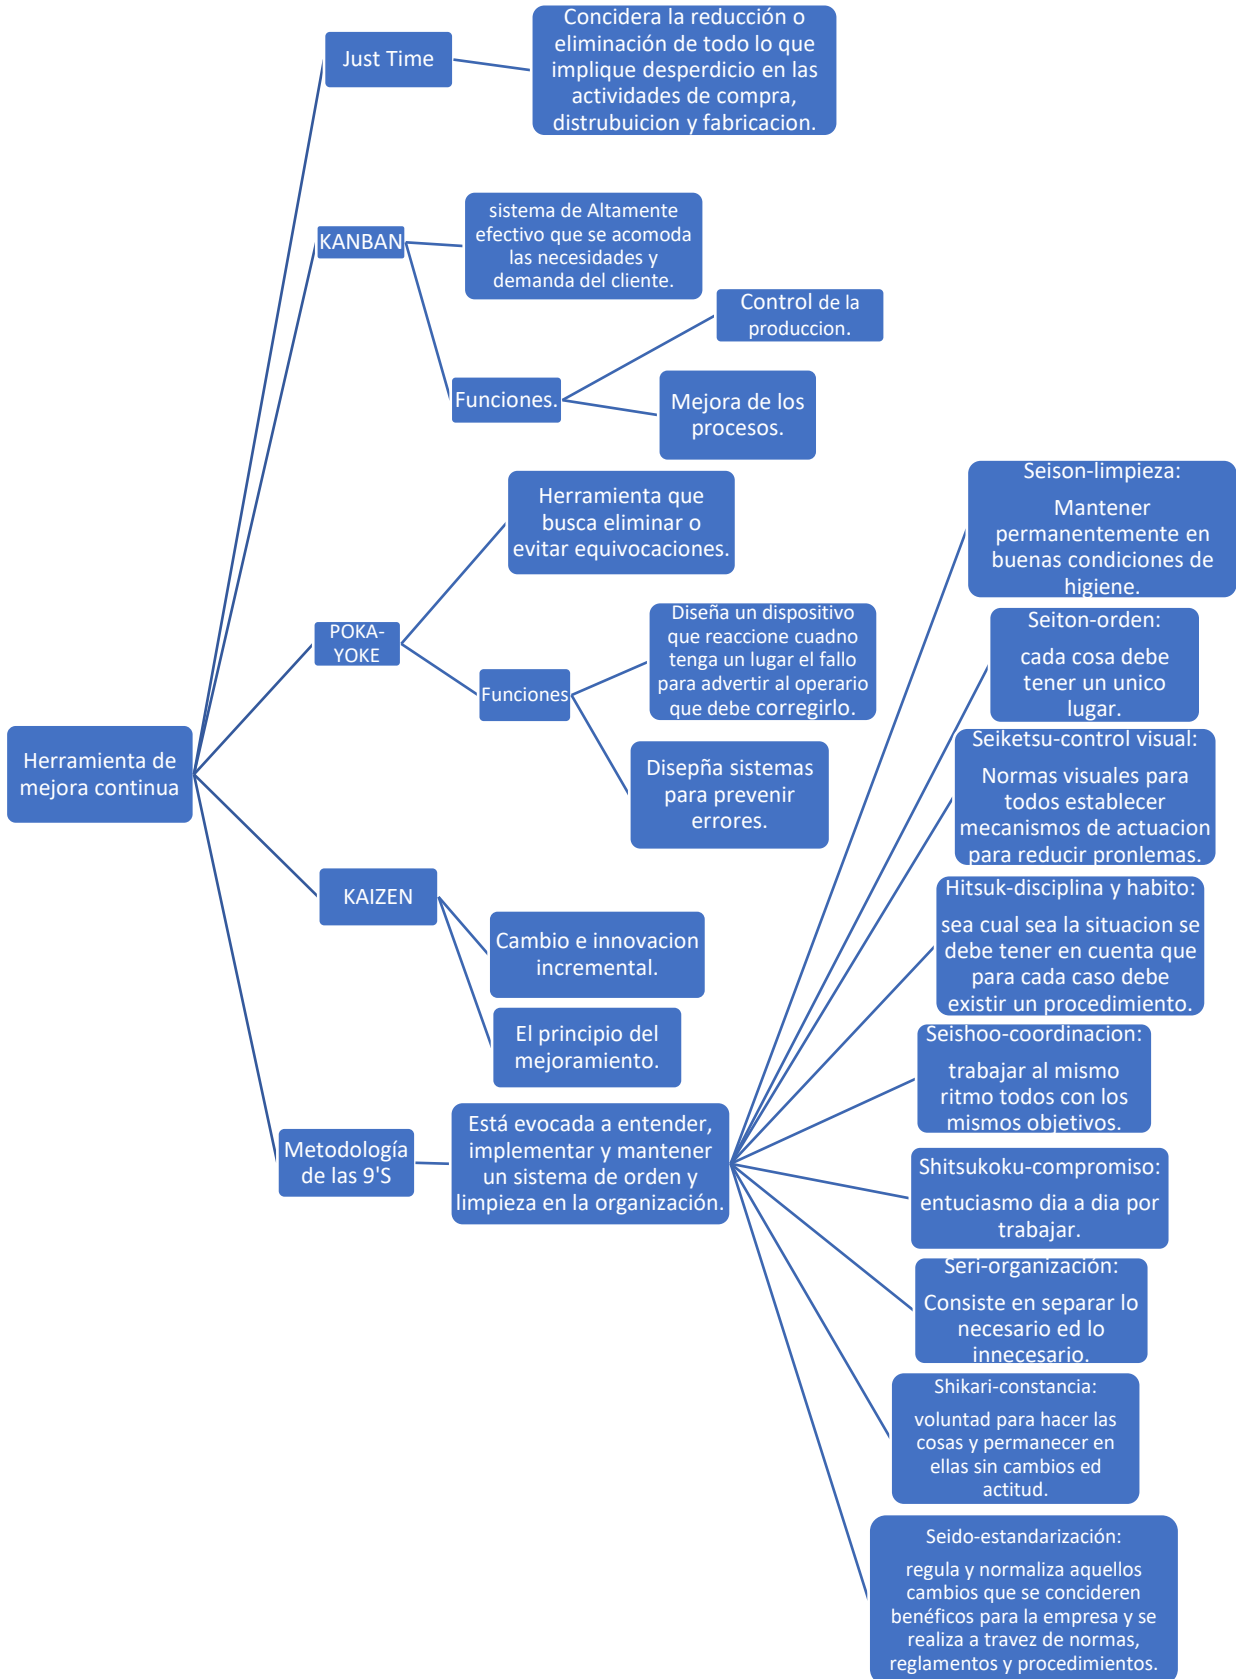 Herramienta de
mejora continua
Just Time
Concidera la reducción o
eliminación de todo lo que
implique desperdicio en las
actividades de compra,
distrubuicion y fabricacion.
KANBAN
sistema de Altamente
efectivo que se acomoda
las necesidades y
demanda del cliente.
Funciones.
Control de la
produccion.
Mejora de los
procesos.
POKA-
YOKE
Herramienta que
busca eliminar o
evitar equivocaciones.
Funciones
Diseña un dispositivo
que reaccione cuadno
tenga un lugar el fallo
para advertir al operario
que debe corregirlo.
Disepña sistemas
para prevenir
errores.
KAIZEN
Cambio e innovacion
incremental.
El principio del
mejoramiento.
Metodología
de las 9'S
Está evocada a entender,
implementar y mantener
un sistema de orden y
limpieza en la organización.
Seison-limpieza:
Mantener
permanentemente en
buenas condiciones de
higiene.
Seiton-orden:
cada cosa debe
tener un unico
lugar.
Seiketsu-control visual:
Normas visuales para
todos establecer
mecanismos de actuacion
para reducir pronlemas.
Hitsuk-disciplina y habito:
sea cual sea la situacion se
debe tener en cuenta que
para cada caso debe
existir un procedimiento.
Seishoo-coordinacion:
trabajar al mismo
ritmo todos con los
mismos objetivos.
Shitsukoku-compromiso:
entuciasmo dia a dia por
trabajar.
Seri-organización:
Consiste en separar lo
necesario ed lo
innecesario.
Shikari-constancia:
voluntad para hacer las
cosas y permanecer en
ellas sin cambios ed
actitud.
Seido-estandarización:
regula y normaliza aquellos
cambios que se concideren
benéficos para la empresa y se
realiza a travez de normas,
reglamentos y procedimientos.